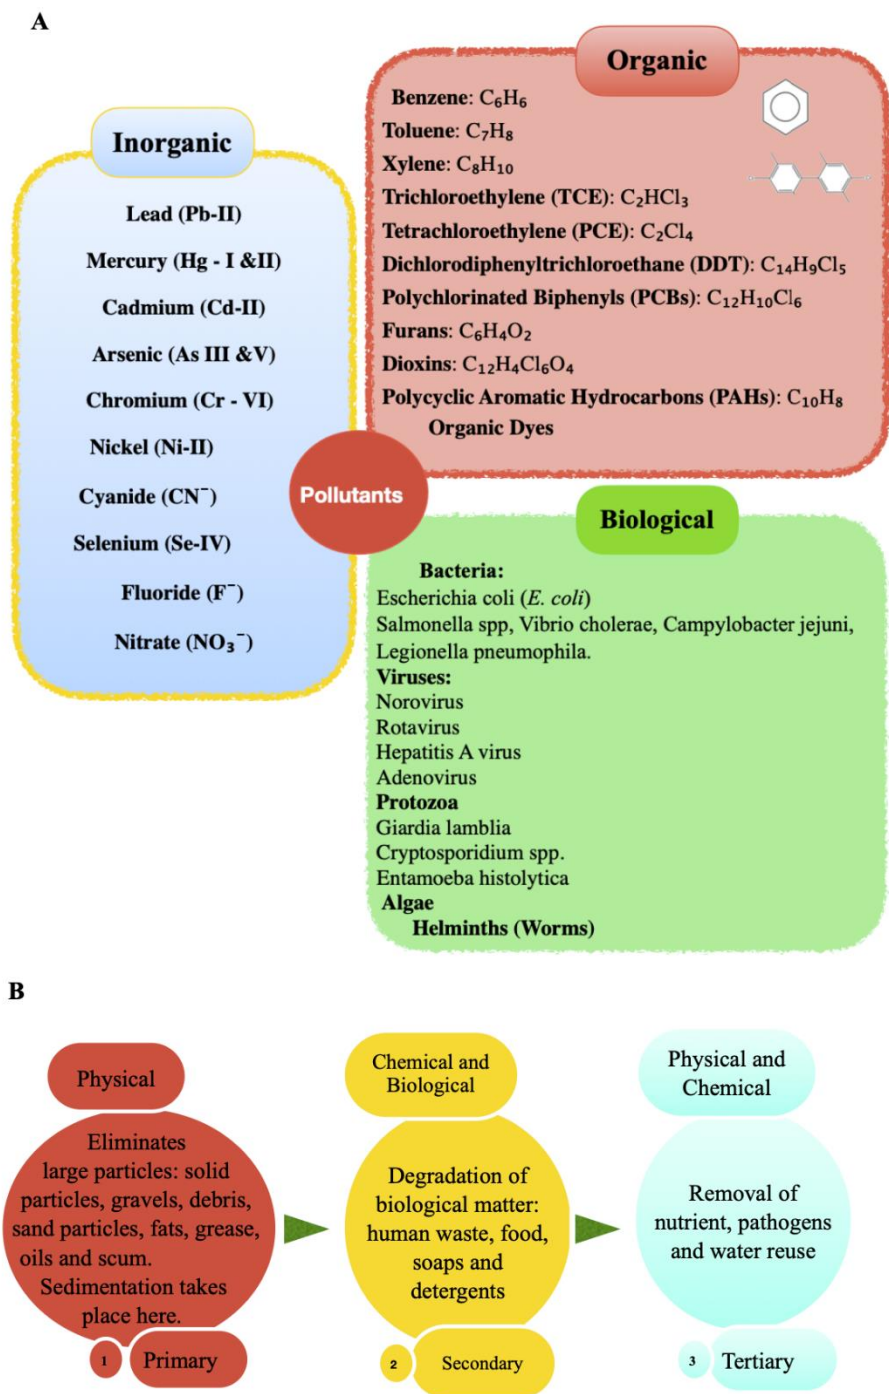 A
Inorganic
Lead (Pb-II)
Mercury (Hg - I &II)
Cadmium (Cd-II)
Arsenic (As III &V)
Chromium (Cr - VI)
Nickel (Ni-II)
Cyanide (CN⁻)
Selenium (Se-IV)
Fluoride (F⁻)
Nitrate (NO₃⁻)
Pollutants
Organic
Benzene: C₆H₆
Toluene: C₇H₈
Xylene: C₈H₁₀
Trichloroethylene (TCE): C₂HCl₃
Tetrachloroethylene (PCE): C₂Cl₄
Dichlorodiphenyltrichloroethane (DDT): C₁₄H₉Cl₅
Polychlorinated Biphenyls (PCBs): C₁₂H₁₀Cl₆
Furans: C₆H₄O₂
Dioxins: C₁₂H₄Cl₆O₄
Polycyclic Aromatic Hydrocarbons (PAHs): C₁₀H₈
Organic Dyes
Biological
Bacteria:
Escherichia coli (E. coli)
Salmonella spp, Vibrio cholerae, Campylobacter jejuni,
Legionella pneumophila.
Viruses:
Norovirus
Rotavirus
Hepatitis A virus
Adenovirus
Protozoa
Giardia lamblia
Cryptosporidium spp.
Entamoeba histolytica
Algae
Helminths (Worms)
B
Physical
Eliminates
large particles: solid
particles, gravels, debris,
sand particles, fats, grease,
oils and scum.
Sedimentation takes
place here.
1 Primary
Chemical and
Biological
Degradation of
biological matter:
human waste, food,
soaps and
detergents
2 Secondary
Physical and
Chemical
Removal of
nutrient, pathogens
and water reuse
3 Tertiary